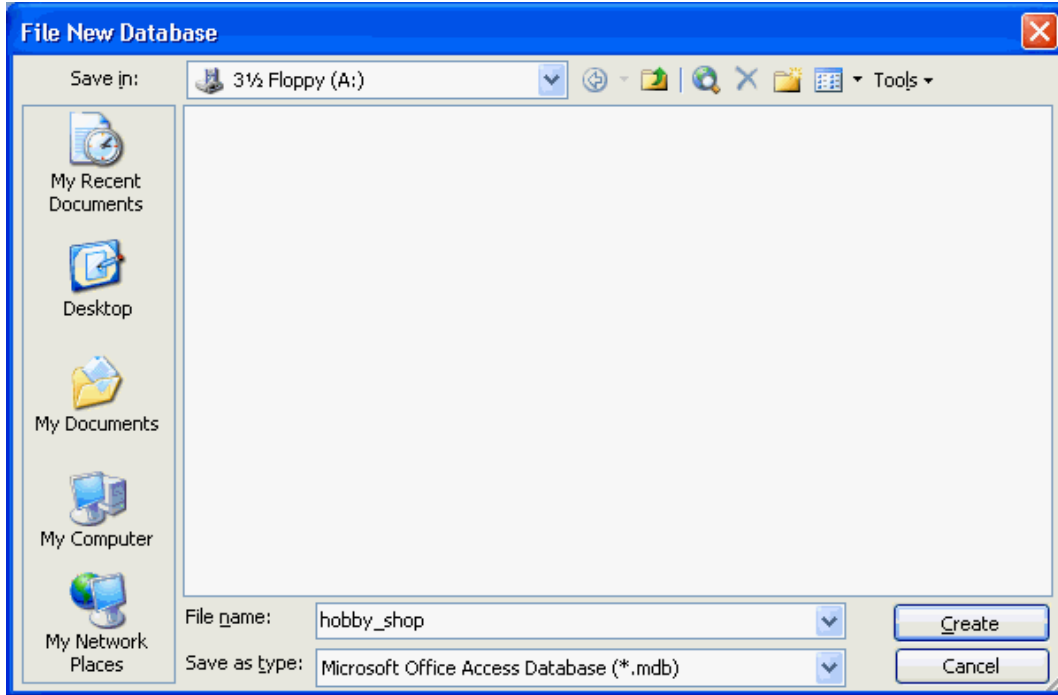 File New Database
Save in:
3½ Floppy (A:)
Tools
My Recent
Documents
Desktop
My Documents
My Computer
My Network
Places
File name:
hobby_shop
Create
Save as type:
Microsoft Office Access Database (*.mdb)
Cancel